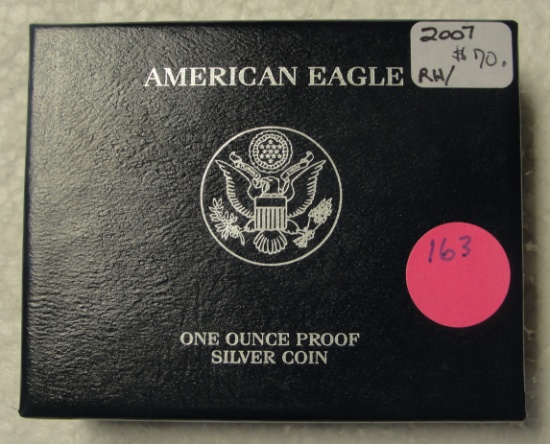 2007
$70.
RH/
AMERICAN EAGLE
163
ONE OUNCE PROOF
SILVER COIN